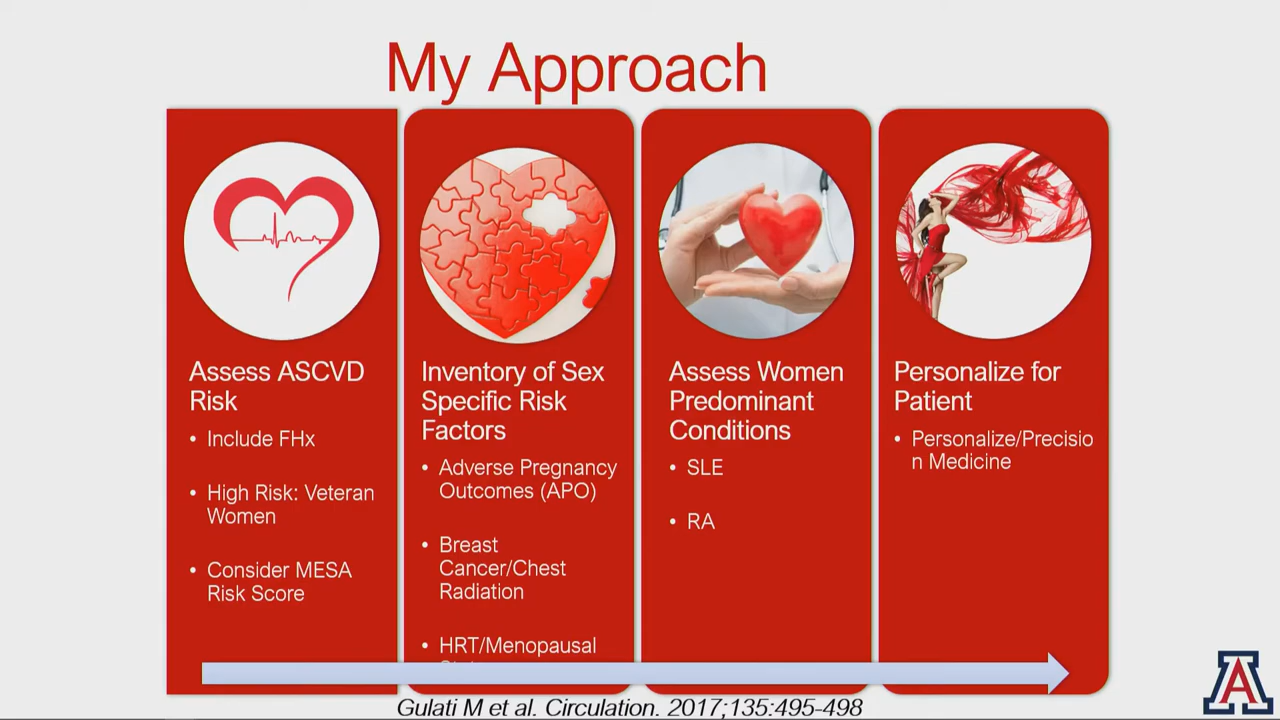 My Approach
Assess ASCVD
Risk
• Include FHx
• High Risk: Veteran
Women
• Consider MESA
Risk Score
Inventory of Sex
Specific Risk
Factors
• Adverse Pregnancy
Outcomes (APO)
• Breast
Cancer/Chest
Radiation
• HRT/Menopausal
Assess Women
Predominant
Conditions
• SLE
• RA
Personalize for
Patient
• Personalize/Precisio
n Medicine
Gulati M et al. Circulation. 2017;135:495-498
A